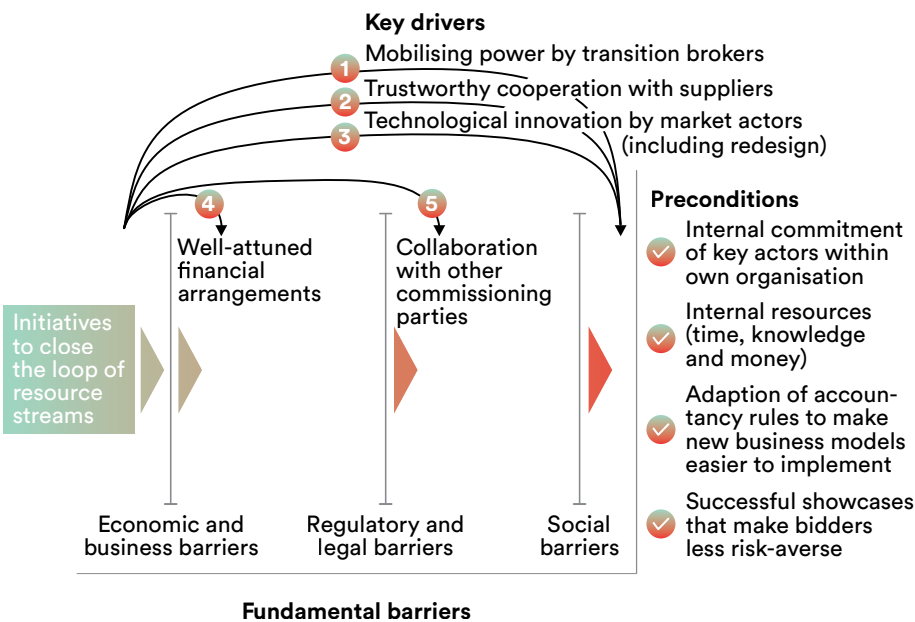 Key drivers
1
Mobilising power by transition brokers
2
Trustworthy cooperation with suppliers
3
Technological innovation by market actors
(including redesign)
4
Well-attuned
financial
arrangements
5
Collaboration
with other
commissioning
parties
Initiatives
to close
the loop of
resource
streams
Economic and
business barriers
Regulatory and
legal barriers
Social
barriers
Fundamental barriers
Preconditions
Internal commitment
of key actors within
own organisation
Internal resources
(time, knowledge
and money)
Adaption of accoun-
tancy rules to make
new business models
easier to implement
Successful showcases
that make bidders
less risk-averse